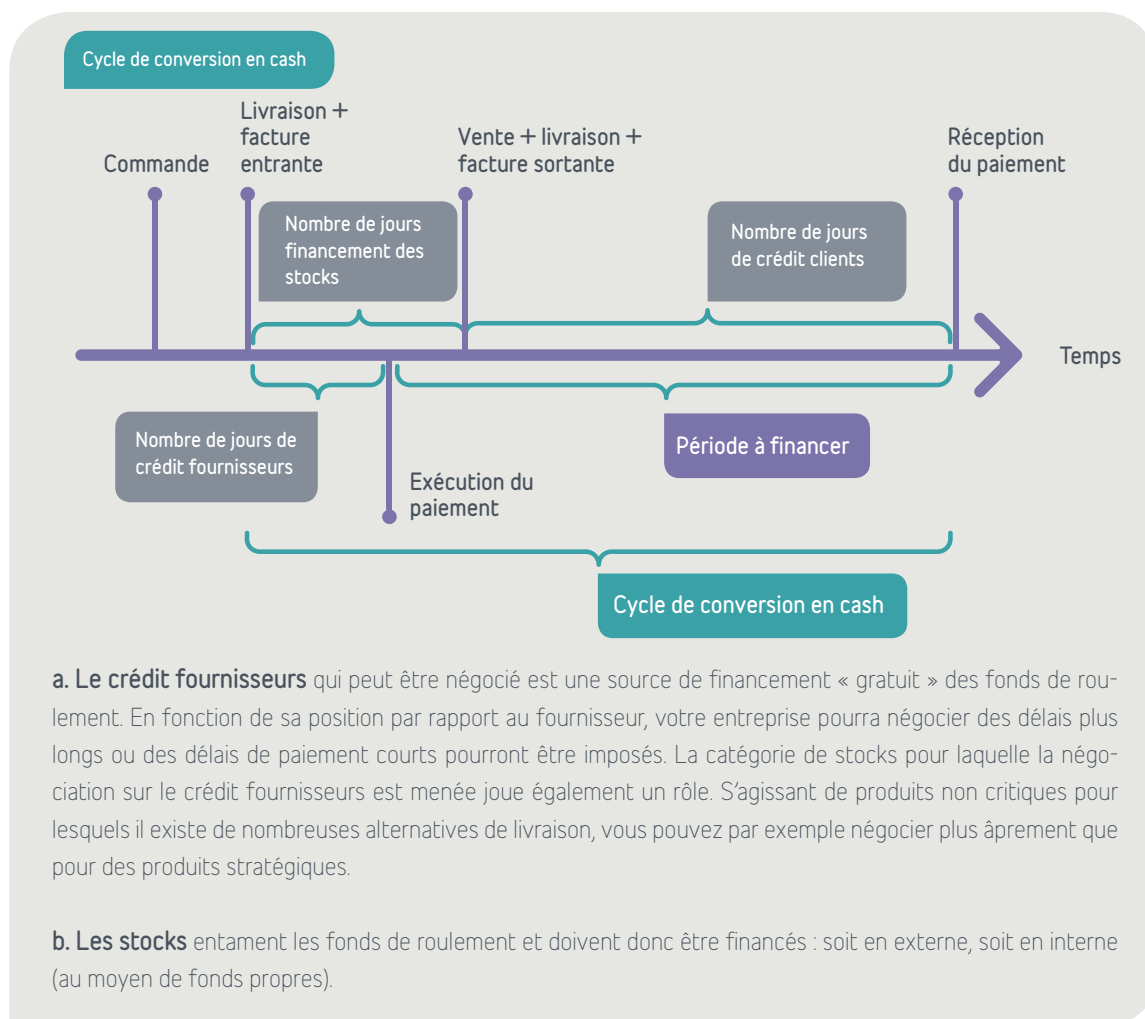 Cycle de conversion en cash
Commande
Livraison +
facture
entrante
Vente + livraison +
facture sortante
Réception
du paiement
Nombre de jours
financement des
stocks
Nombre de jours
de crédit clients
Temps
Nombre de jours de
crédit fournisseurs
Période à financer
Exécution du
paiement
Cycle de conversion en cash
a. Le crédit fournisseurs qui peut être négocié est une source de financement « gratuit » des fonds de rou-
lement. En fonction de sa position par rapport au fournisseur, votre entreprise pourra négocier des délais plus
longs ou des délais de paiement courts pourront être imposés. La catégorie de stocks pour laquelle la négo-
ciation sur le crédit fournisseurs est menée joue également un rôle. S’agissant de produits non critiques pour
lesquels il existe de nombreuses alternatives de livraison, vous pouvez par exemple négocier plus âprement que
pour des produits stratégiques.
b. Les stocks entament les fonds de roulement et doivent donc être financés : soit en externe, soit en interne
(au moyen de fonds propres).